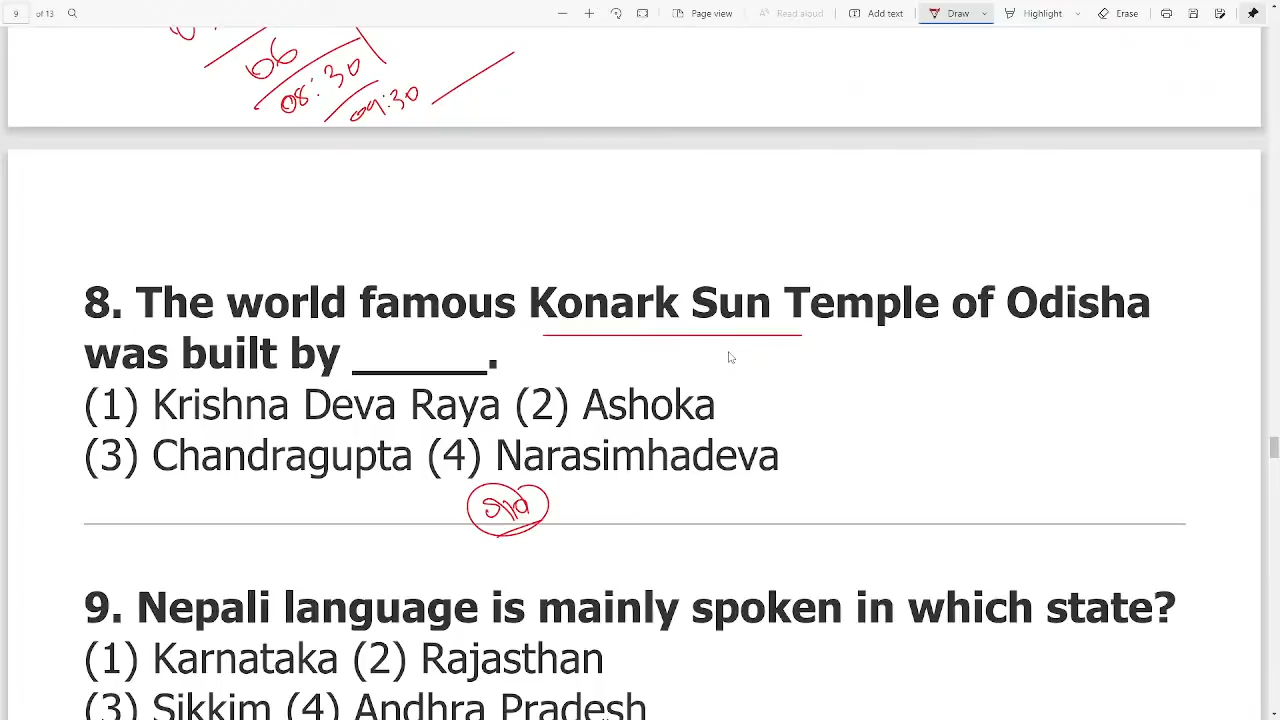 9 of 13 Page view Read aloud Add text Draw Highlight Erase
06
08:30
09:30
8. The world famous Konark Sun Temple of Odisha
was built by ______.
(1) Krishna Deva Raya (2) Ashoka
(3) Chandragupta (4) Narasimhadeva
9. Nepali language is mainly spoken in which state?
(1) Karnataka (2) Rajasthan
(3) Sikkim (4) Andhra Pradesh